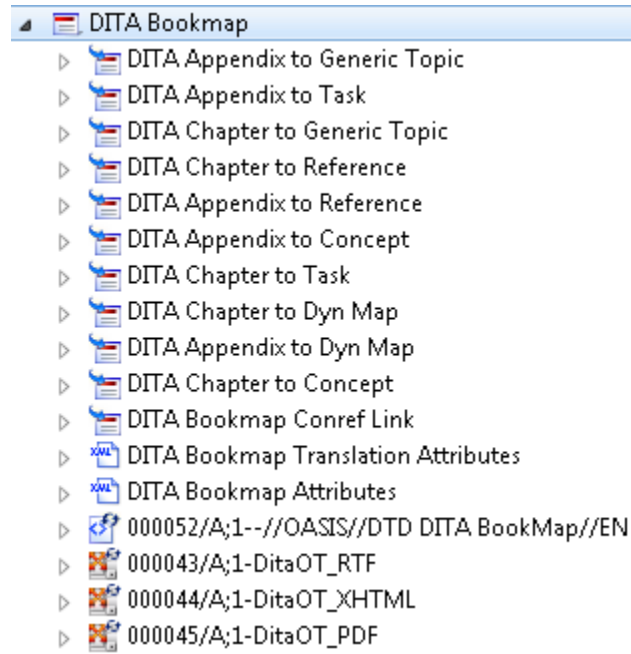 DITA Bookmap
DITA Appendix to Generic Topic
DITA Appendix to Task
DITA Chapter to Generic Topic
DITA Chapter to Reference
DITA Appendix to Reference
DITA Appendix to Concept
DITA Chapter to Task
DITA Chapter to Dyn Map
DITA Appendix to Dyn Map
DITA Chapter to Concept
DITA Bookmap Conref Link
DITA Bookmap Translation Attributes
DITA Bookmap Attributes
000052/A;1--//OASIS//DTD DITA BookMap//EN
000043/A;1-DitaOT_RTF
000044/A;1-DitaOT_XHTML
000045/A;1-DitaOT_PDF